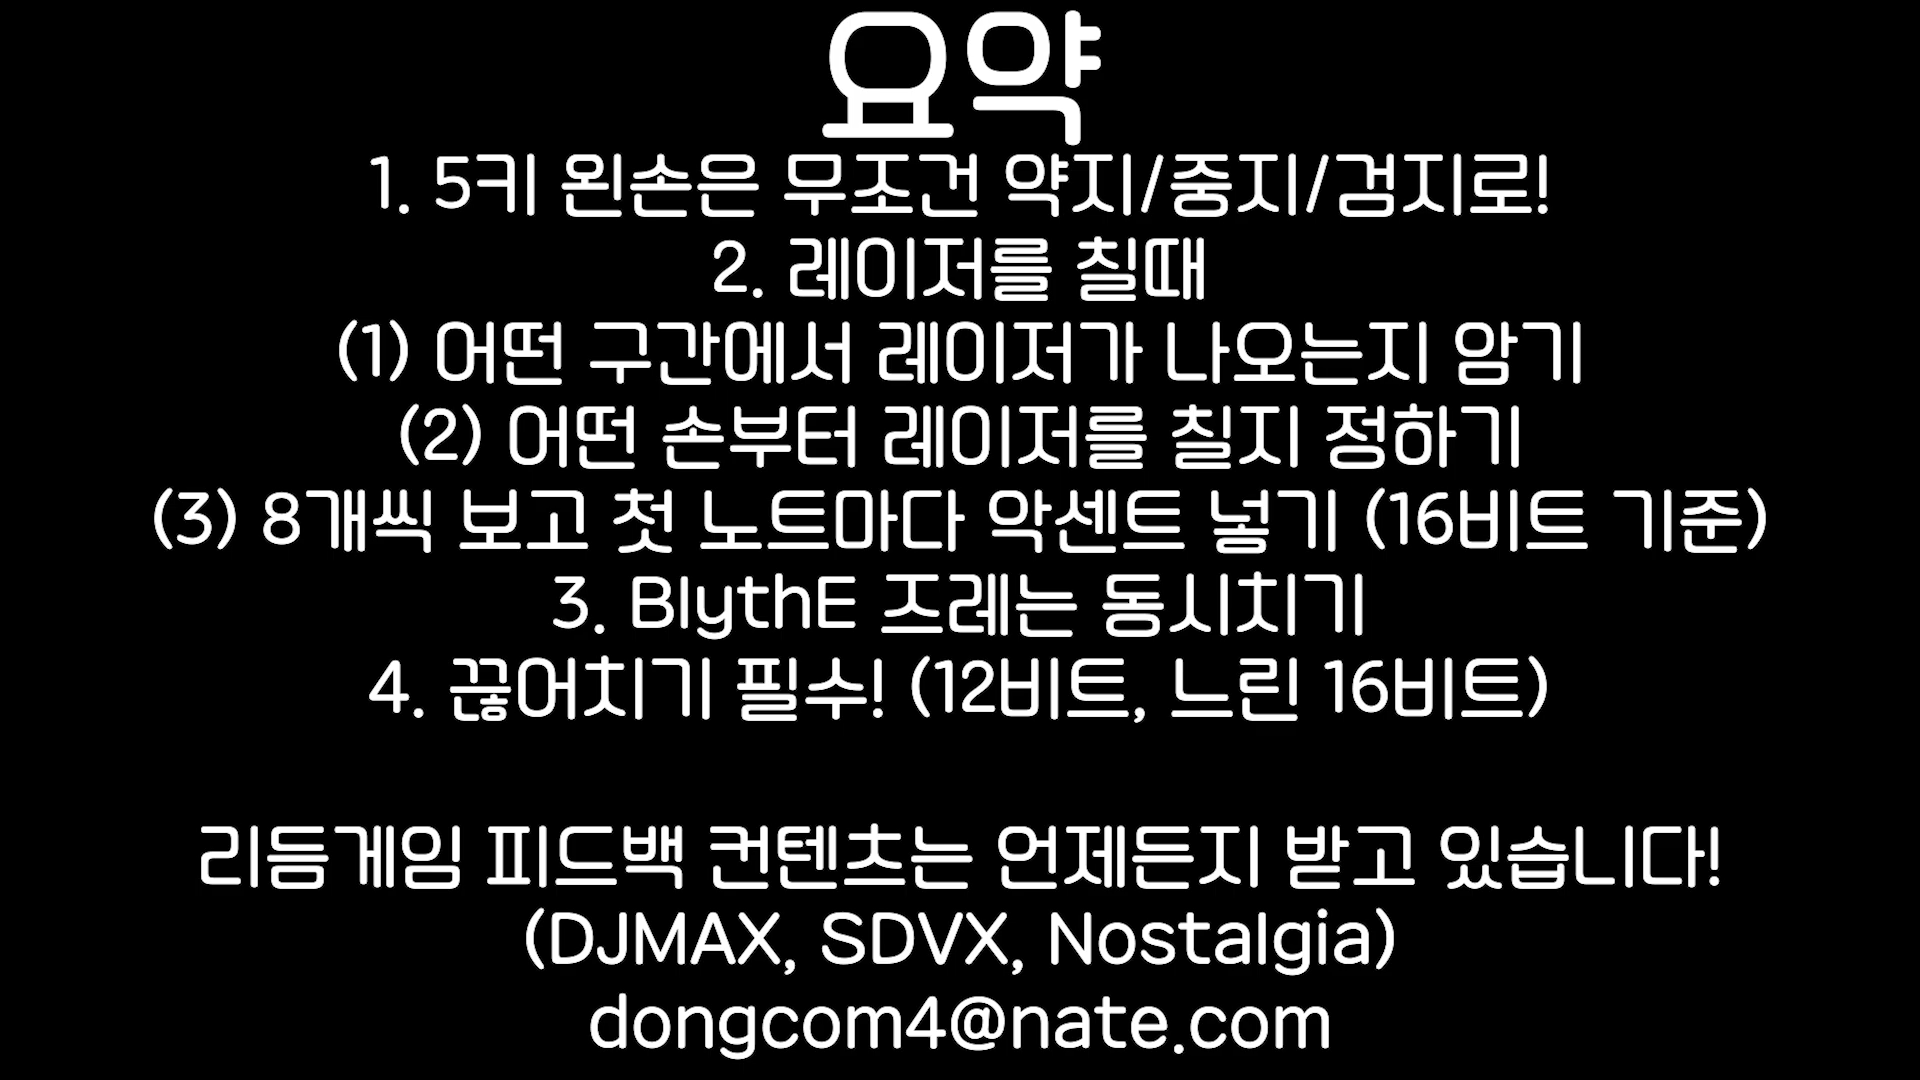 요약
1. 5키 왼손은 무조건 약지/중지/검지로!
2. 레이저를 칠때
(1) 어떤 구간에서 레이저가 나오는지 암기
(2) 어떤 손부터 레이저를 칠지 정하기
(3) 8개씩 보고 첫 노트마다 악센트 넣기 (16비트 기준)
3. BlythE 즈레는 동시치기
4. 끊어치기 필수! (12비트, 느린 16비트)
리듬게임 피드백 컨텐츠는 언제든지 받고 있습니다!
(DJMAX, SDVX, Nostalgia)
dongcom4@nate.com